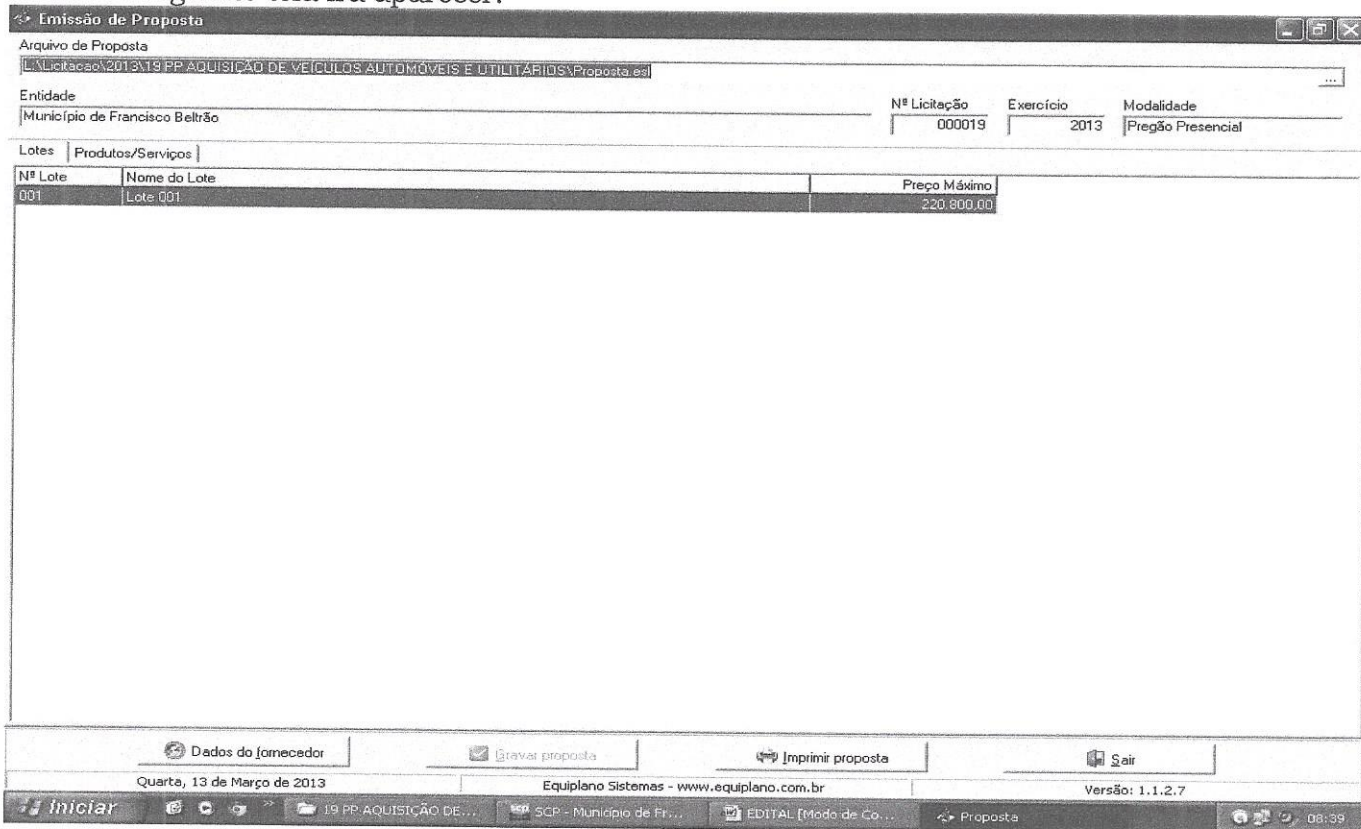 tela irá aparecer:
Emissão de Proposta
Arquivo de Proposta
L:\Licitacao\2013\19 PP AQUISIÇÃO DE VEÍCULOS AUTOMÓVEIS E UTILITÁRIOS\Proposta.esl
...
Entidade
Nº Licitação Exercício Modalidade
Município de Francisco Beltrão 000019 2013 Pregão Presencial
Lotes Produtos/Serviços
Nº Lote Nome do Lote Preço Máximo
001 Lote 001 220.800,00
Dados do fornecedor Gravar proposta Imprimir proposta Sair
Quarta, 13 de Março de 2013 Equiplano Sistemas - www.equiplano.com.br Versão: 1.1.2.7
Iniciar » 19 PP AQUISIÇÃO DE... SCP - Município de Fr... EDITAL [Modo de Co... Proposta 08:39